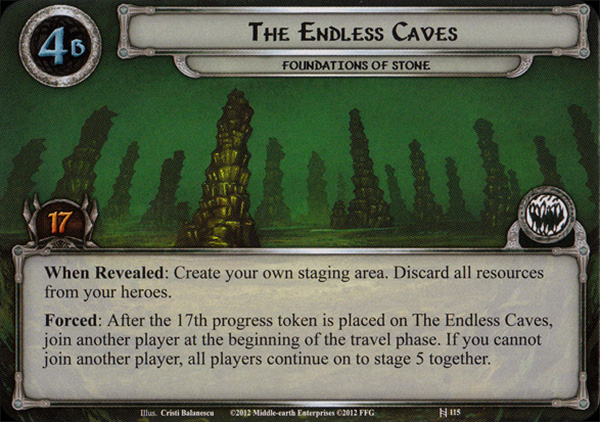 4B
THE ENDLESS CAVES
FOUNDATIONS OF STONE
17
When Revealed: Create your own staging area. Discard all resources
from your heroes.
Forced: After the 17th progress token is placed on The Endless Caves,
join another player at the beginning of the travel phase. If you cannot
join another player, all players continue on to stage 5 together.
Illus. Cristi Balanescu ©2012 Middle-earth Enterprises ©2012 FFG 115